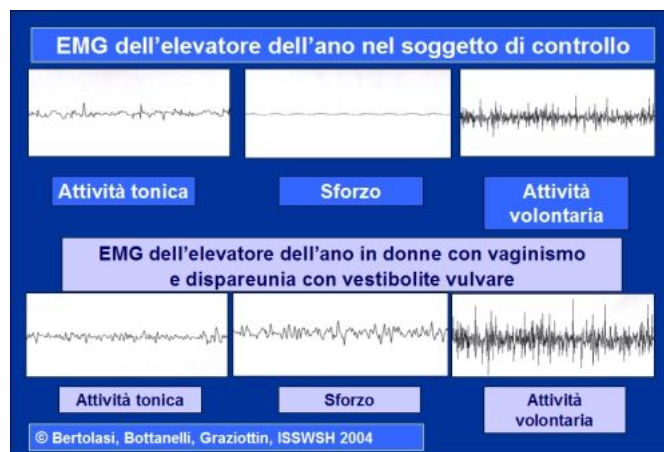 EMG dell'elevatore dell'ano nel soggetto di controllo
Attività tonica
Sforzo
Attività
volontaria
EMG dell'elevatore dell'ano in donne con vaginismo
e dispareunia con vestibolite vulvare
Attività tonica
Sforzo
Attività
volontaria
© Bertolasi, Bottanelli, Graziottin, ISSWSH 2004